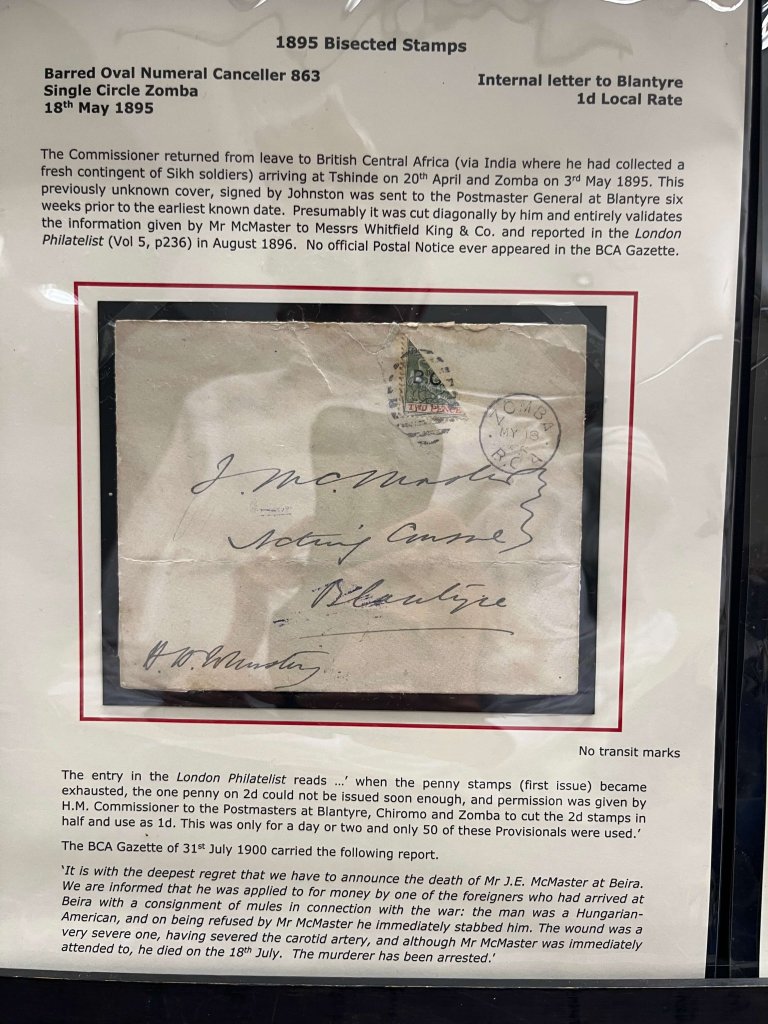 1895 Bisected Stamps
Barred Oval Numeral Canceller 863
Single Circle Zomba
18th May 1895
Internal letter to Blantyre
1d Local Rate
The Commissioner returned from leave to British Central Africa (via India where he had collected a
fresh contingent of Sikh soldiers) arriving at Tshinde on 20th April and Zomba on 3rd May 1895. This
previously unknown cover, signed by Johnston was sent to the Postmaster General at Blantyre six
weeks prior to the earliest known date. Presumably it was cut diagonally by him and entirely validates
the information given by Mr McMaster to Messrs Whitfield King & Co. and reported in the London
Philatelist (Vol 5, p236) in August 1896. No official Postal Notice ever appeared in the BCA Gazette.
B.C
TWO PENCE
ZOMBA
MY 18
B.C.A
J. McMaster
Acting Consul
Blantyre
No transit marks
The entry in the London Philatelist reads ...' when the penny stamps (first issue) became
exhausted, the one penny on 2d could not be issued soon enough, and permission was given by
H.M. Commissioner to the Postmasters at Blantyre, Chiromo and Zomba to cut the 2d stamps in
half and use as 1d. This was only for a day or two and only 50 of these Provisionals were used.'
The BCA Gazette of 31st July 1900 carried the following report.
'It is with the deepest regret that we have to announce the death of Mr J.E. McMaster at Beira.
We are informed that he was applied to for money by one of the foreigners who had arrived at
Beira with a consignment of mules in connection with the war: the man was a Hungarian-
American, and on being refused by Mr McMaster he immediately stabbed him. The wound was a
very severe one, having severed the carotid artery, and although Mr McMaster was immediately
attended to, he died on the 18th July. The murderer has been arrested.'